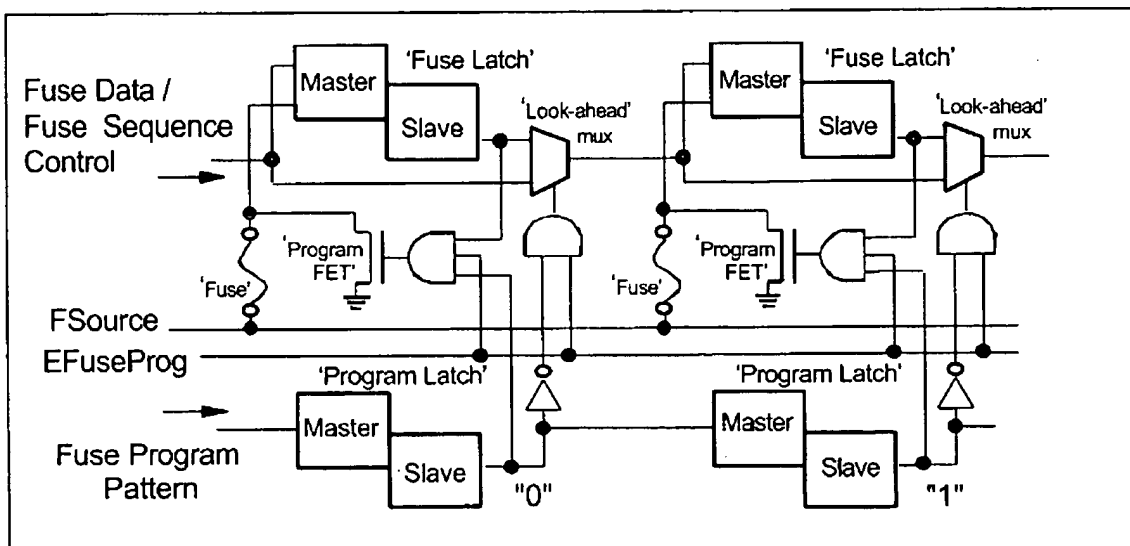 'Fuse Latch'
'Fuse Latch'
Master
Master
Fuse Data /
Fuse Sequence
Control
'Look-ahead'
mux
'Look-ahead'
mux
Slave
Slave
'Program
FET'
'Program
FET'
'Fuse'
'Fuse'
FSource
EFuseProg
'Program Latch'
'Program Latch'
Master
Master
Fuse Program
Pattern
Slave
Slave
"0"
"1"